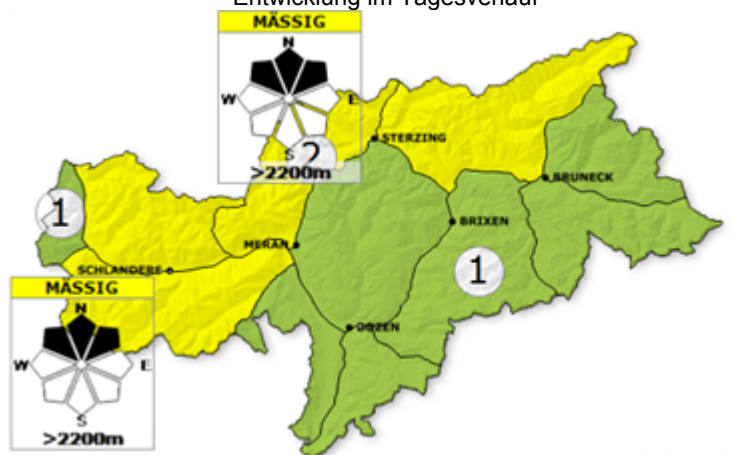 Entwicklung im Tagesverlauf
MÄSSIG
N
W E
S
2
>2200m
STERZING
BRUNECK
1
BRIXEN
MERAN
1
SCHLANDERS
MÄSSIG
N
W E
S
>2200m
BOZEN